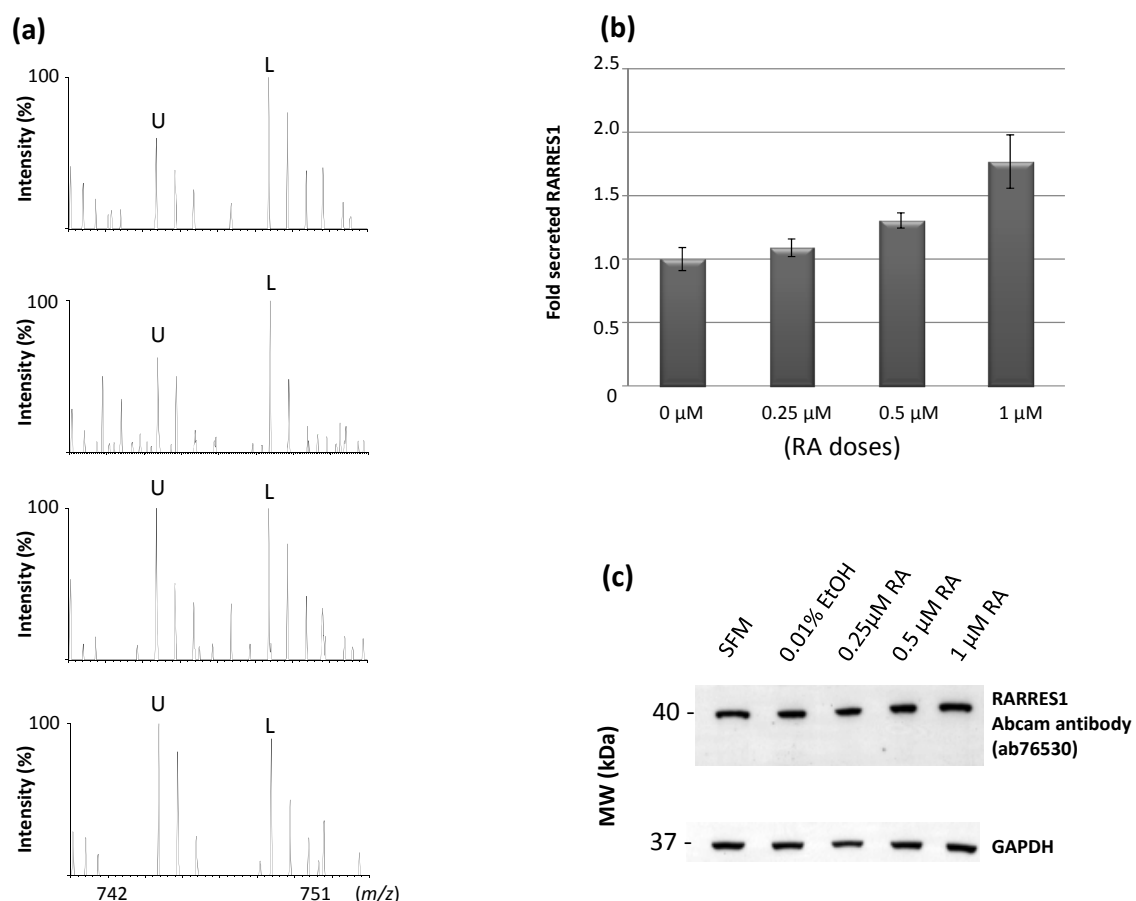 (a)
Intensity (%)
100
U
L
Intensity (%)
100
U
L
Intensity (%)
100
U
L
Intensity (%)
100
U
L
742
751
(m/z)
(b)
Fold secreted RARRES1
2.5
2.0
1.5
1.0
0.5
0
0 µM
0.25 µM
0.5 µM
1 µM
(RA doses)
(c)
SFM
0.01% EtOH
0.25µM RA
0.5 µM RA
1 µM RA
MW (kDa)
40 -
RARRES1
Abcam antibody
(ab76530)
37 -
GAPDH